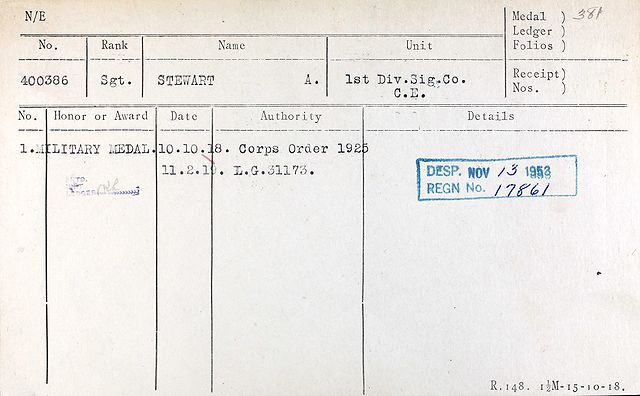 N/E
Medal )
Ledger )
Folios )
38A
No. Rank Name Unit
Receipt)
Nos. )
400386 Sgt. STEWART A. 1st Div.Sig.Co.
C.E.
No. Honor or Award Date Authority Details
1. MILITARY MEDAL. 10.10.18. Corps Order 1925
11.2.19. L.G.31173.
DESP. NOV 13 1953
REGN No. 17861
R.148. 1½M-15-10-18.